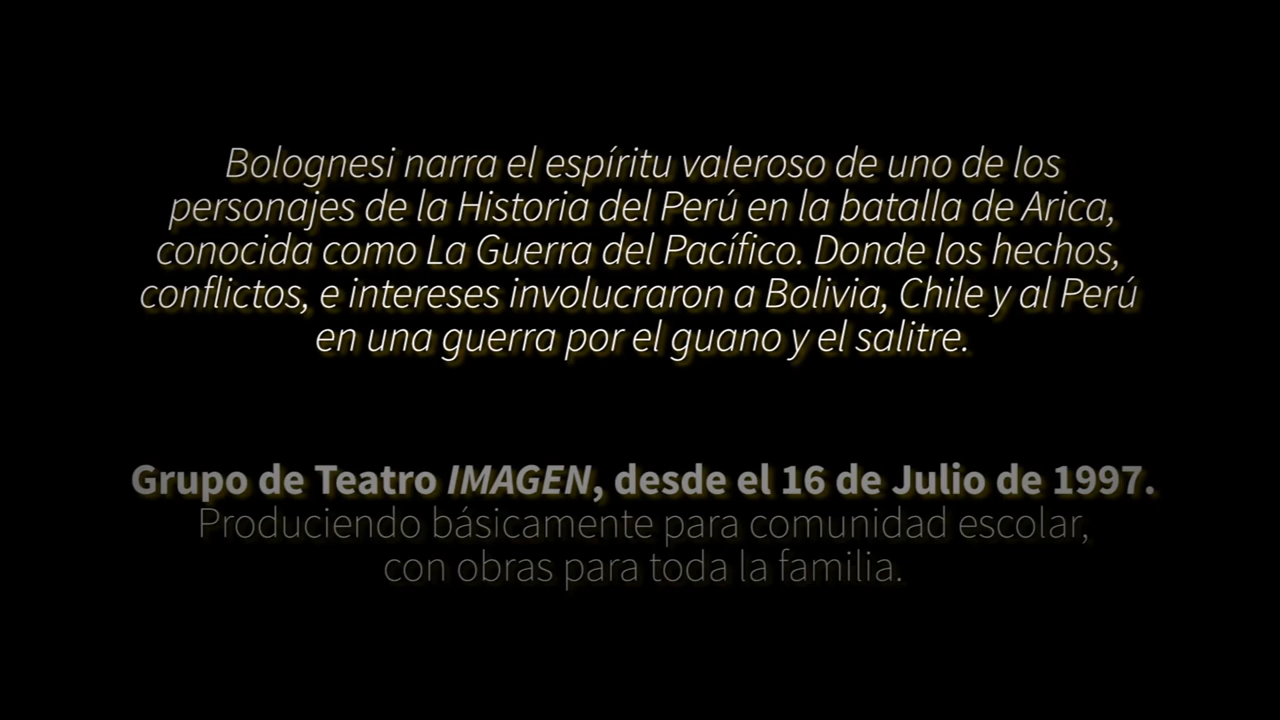 Bolognesi narra el espíritu valeroso de uno de los
personajes de la Historia del Perú en la batalla de Arica,
conocida como La Guerra del Pacífico. Donde los hechos,
conflictos, e intereses involucraron a Bolivia, Chile y al Perú
en una guerra por el guano y el salitre.
Grupo de Teatro IMAGEN, desde el 16 de Julio de 1997.
Produciendo básicamente para comunidad escolar,
con obras para toda la familia.